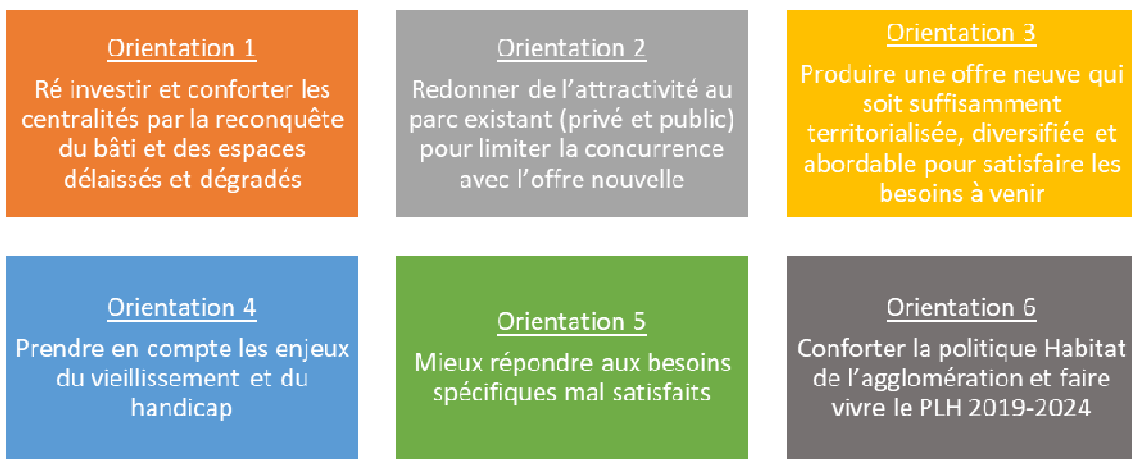 Orientation 1
Ré investir et conforter les
centralités par la reconquête
du bâti et des espaces
délaissés et dégradés
Orientation 2
Redonner de l'attractivité au
parc existant (privé et public)
pour limiter la concurrence
avec l'offre nouvelle
Orientation 3
Produire une offre neuve qui
soit suffisamment
territorialisée, diversifiée et
abordable pour satisfaire les
besoins à venir
Orientation 4
Prendre en compte les enjeux
du vieillissement et du
handicap
Orientation 5
Mieux répondre aux besoins
spécifiques mal satisfaits
Orientation 6
Conforter la politique Habitat
de l'agglomération et faire
vivre le PLH 2019-2024